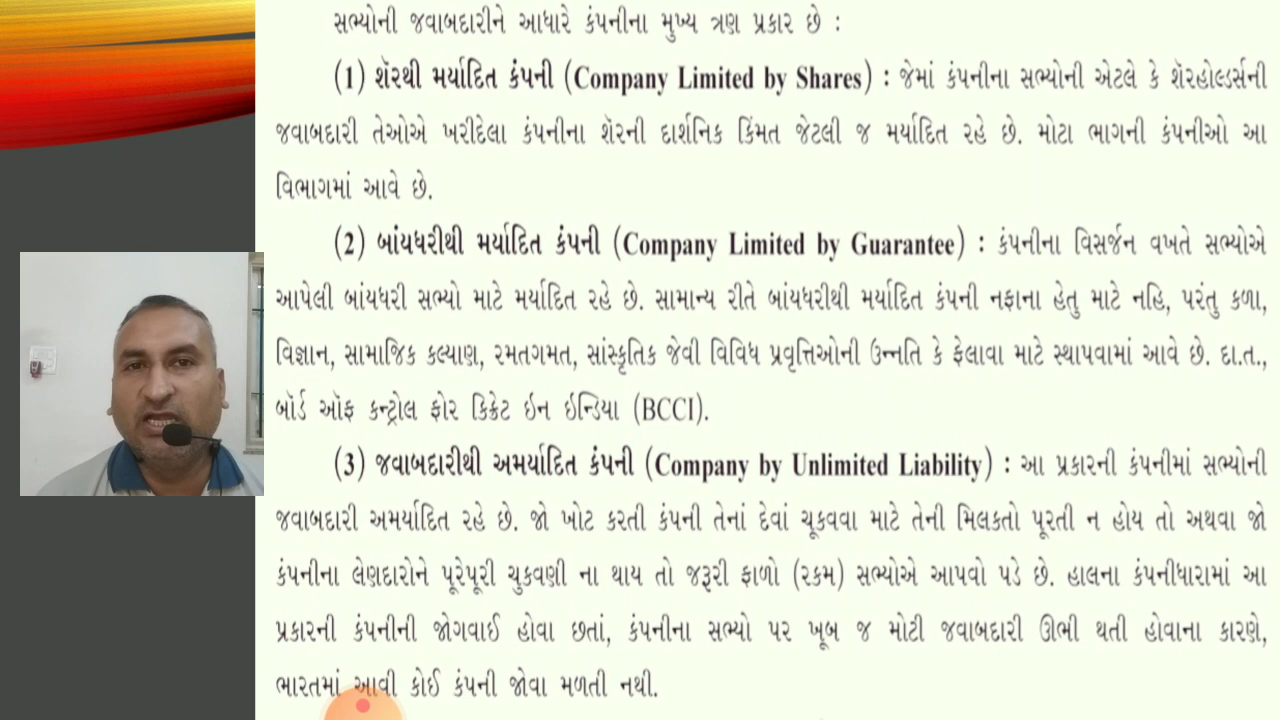 સભ્યોની જવાબદારીને આધારે કંપનીના મુખ્ય ત્રણ પ્રકાર છે :
(1) શૅરથી મર્યાદિત કંપની (Company Limited by Shares) : જેમાં કંપનીના સભ્યોની એટલે કે શૅરહોલ્ડર્સની
જવાબદારી તેઓએ ખરીદેલા કંપનીના શૅરની દાર્શનિક કિંમત જેટલી જ મર્યાદિત રહે છે. મોટા ભાગની કંપનીઓ આ
વિભાગમાં આવે છે.
(2) બાંયધરીથી મર્યાદિત કંપની (Company Limited by Guarantee) : કંપનીના વિસર્જન વખતે સભ્યોએ
આપેલી બાંયધરી સભ્યો માટે મર્યાદિત રહે છે. સામાન્ય રીતે બાંયધરીથી મર્યાદિત કંપની નફાના હેતુ માટે નહિ, પરંતુ કળા,
વિજ્ઞાન, સામાજિક કલ્યાણ, રમતગમત, સાંસ્કૃતિક જેવી વિવિધ પ્રવૃત્તિઓની ઉન્નતિ કે ફેલાવા માટે સ્થાપવામાં આવે છે. દા.ત.,
બૉર્ડ ઑફ કન્ટ્રોલ ફોર ક્રિકેટ ઇન ઇન્ડિયા (BCCI).
(3) જવાબદારીથી અમર્યાદિત કંપની (Company by Unlimited Liability) : આ પ્રકારની કંપનીમાં સભ્યોની
જવાબદારી અમર્યાદિત રહે છે. જો ખોટ કરતી કંપની તેનાં દેવાં ચૂકવવા માટે તેની મિલકતો પૂરતી ન હોય તો અથવા જો
કંપનીના લેણદારોને પૂરેપૂરી ચુકવણી ના થાય તો જરૂરી ફાળો (રકમ) સભ્યોએ આપવો પડે છે. હાલના કંપનીધારામાં આ
પ્રકારની કંપનીની જોગવાઈ હોવા છતાં, કંપનીના સભ્યો પર ખૂબ જ મોટી જવાબદારી ઊભી થતી હોવાના કારણે,
ભારતમાં આવી કોઈ કંપની જોવા મળતી નથી.